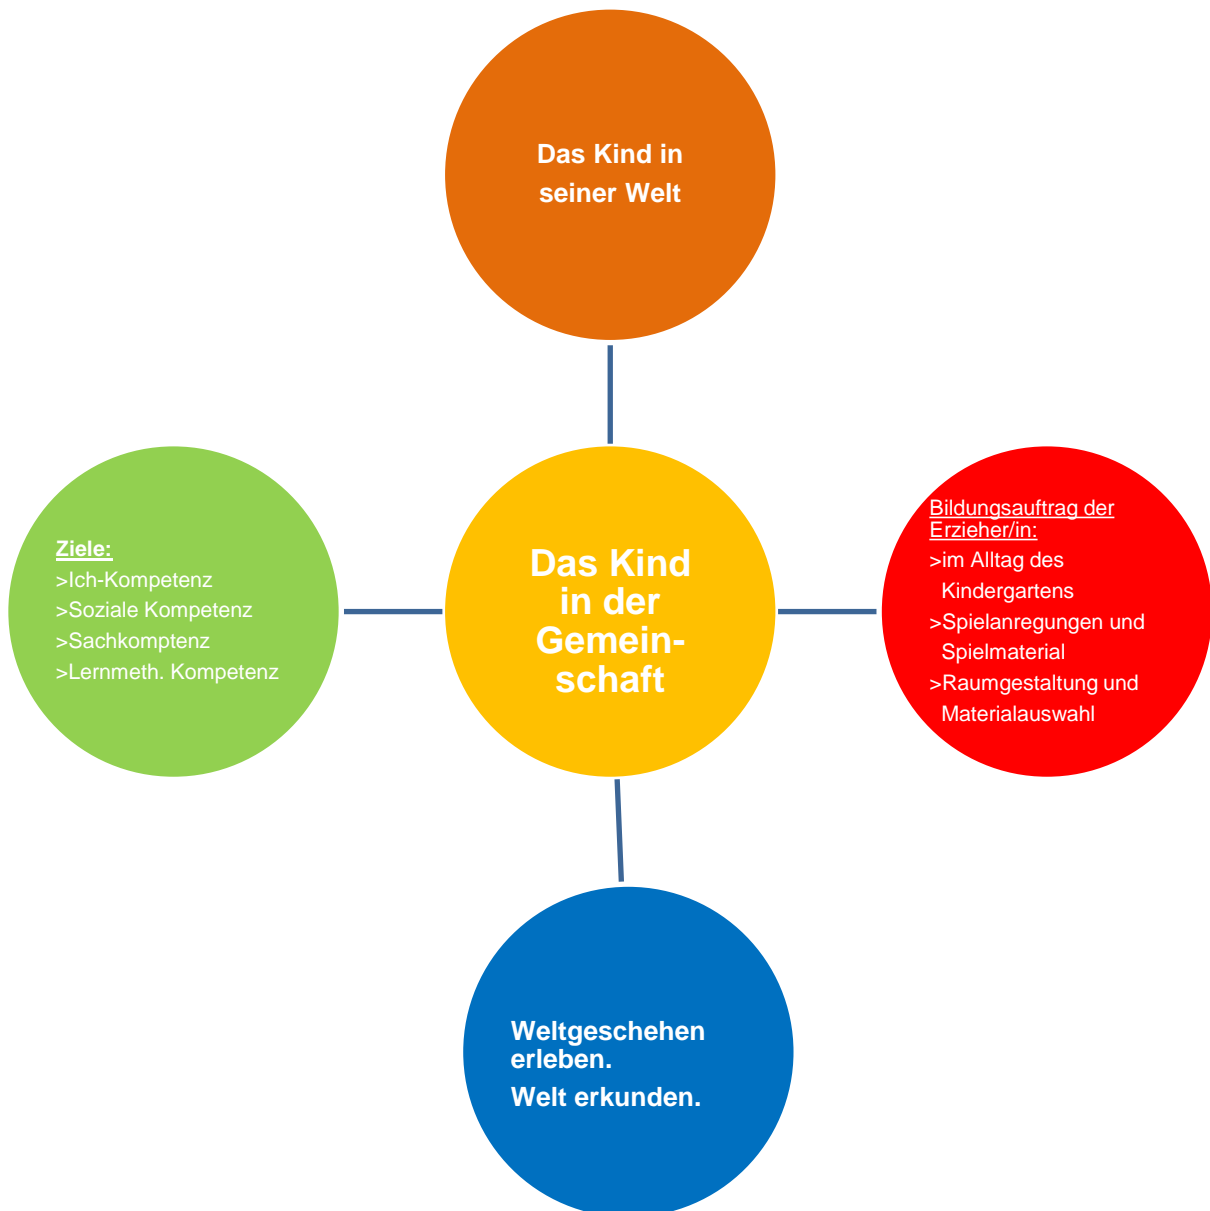 Das Kind in
seiner Welt
Ziele:
>Ich-Kompetenz
>Soziale Kompetenz
>Sachkomptenz
>Lernmeth. Kompetenz
Das Kind
in der
Gemein-
schaft
Bildungsauftrag der
Erzieher/in:
>im Alltag des
Kindergartens
>Spielanregungen und
Spielmaterial
>Raumgestaltung und
Materialauswahl
Weltgeschehen
erleben.
Welt erkunden.